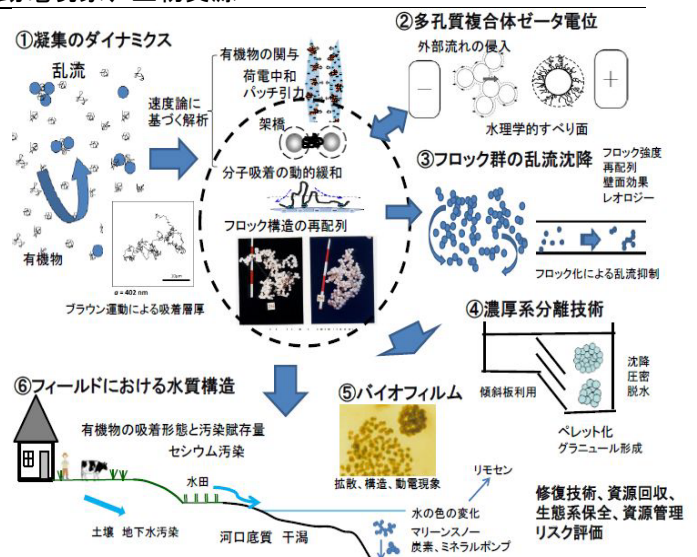 ①凝集のダイナミクス
乱流
有機物
速度論に
基づく解析
σ = 402 nm
ブラウン運動による吸着層厚
有機物の関与
荷電中和
パッチ引力
架橋
分子吸着の動的緩和
フロック構造の再配列
②多孔質複合体ゼータ電位
外部流れの侵入
－
＋
水理学的すべり面
③フロック群の乱流沈降
フロック強度
再配列
壁面効果
レオロジー
フロック化による乱流抑制
④濃厚系分離技術
傾斜板利用
沈降
圧密
脱水
ペレット化
グラニュール形成
⑤バイオフィルム
拡散、構造、動電現象
⑥フィールドにおける水質構造
有機物の吸着形態と汚染賦存量
セシウム汚染
水田
土壌 地下水汚染
河口底質 干潟
リモセン
水の色の変化
マリーンスノー
炭素、ミネラルポンプ
修復技術、資源回収、
生態系保全、資源管理
リスク評価